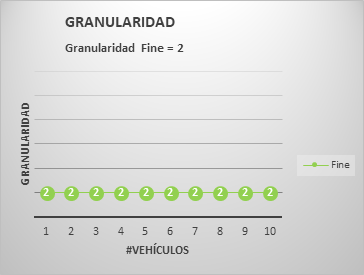 GRANULARIDAD
Granularidad Fine = 2
GRANULARIDAD
2 2 2 2 2 2 2 2 2 2
Fine
1 2 3 4 5 6 7 8 9 10
#VEHÍCULOS